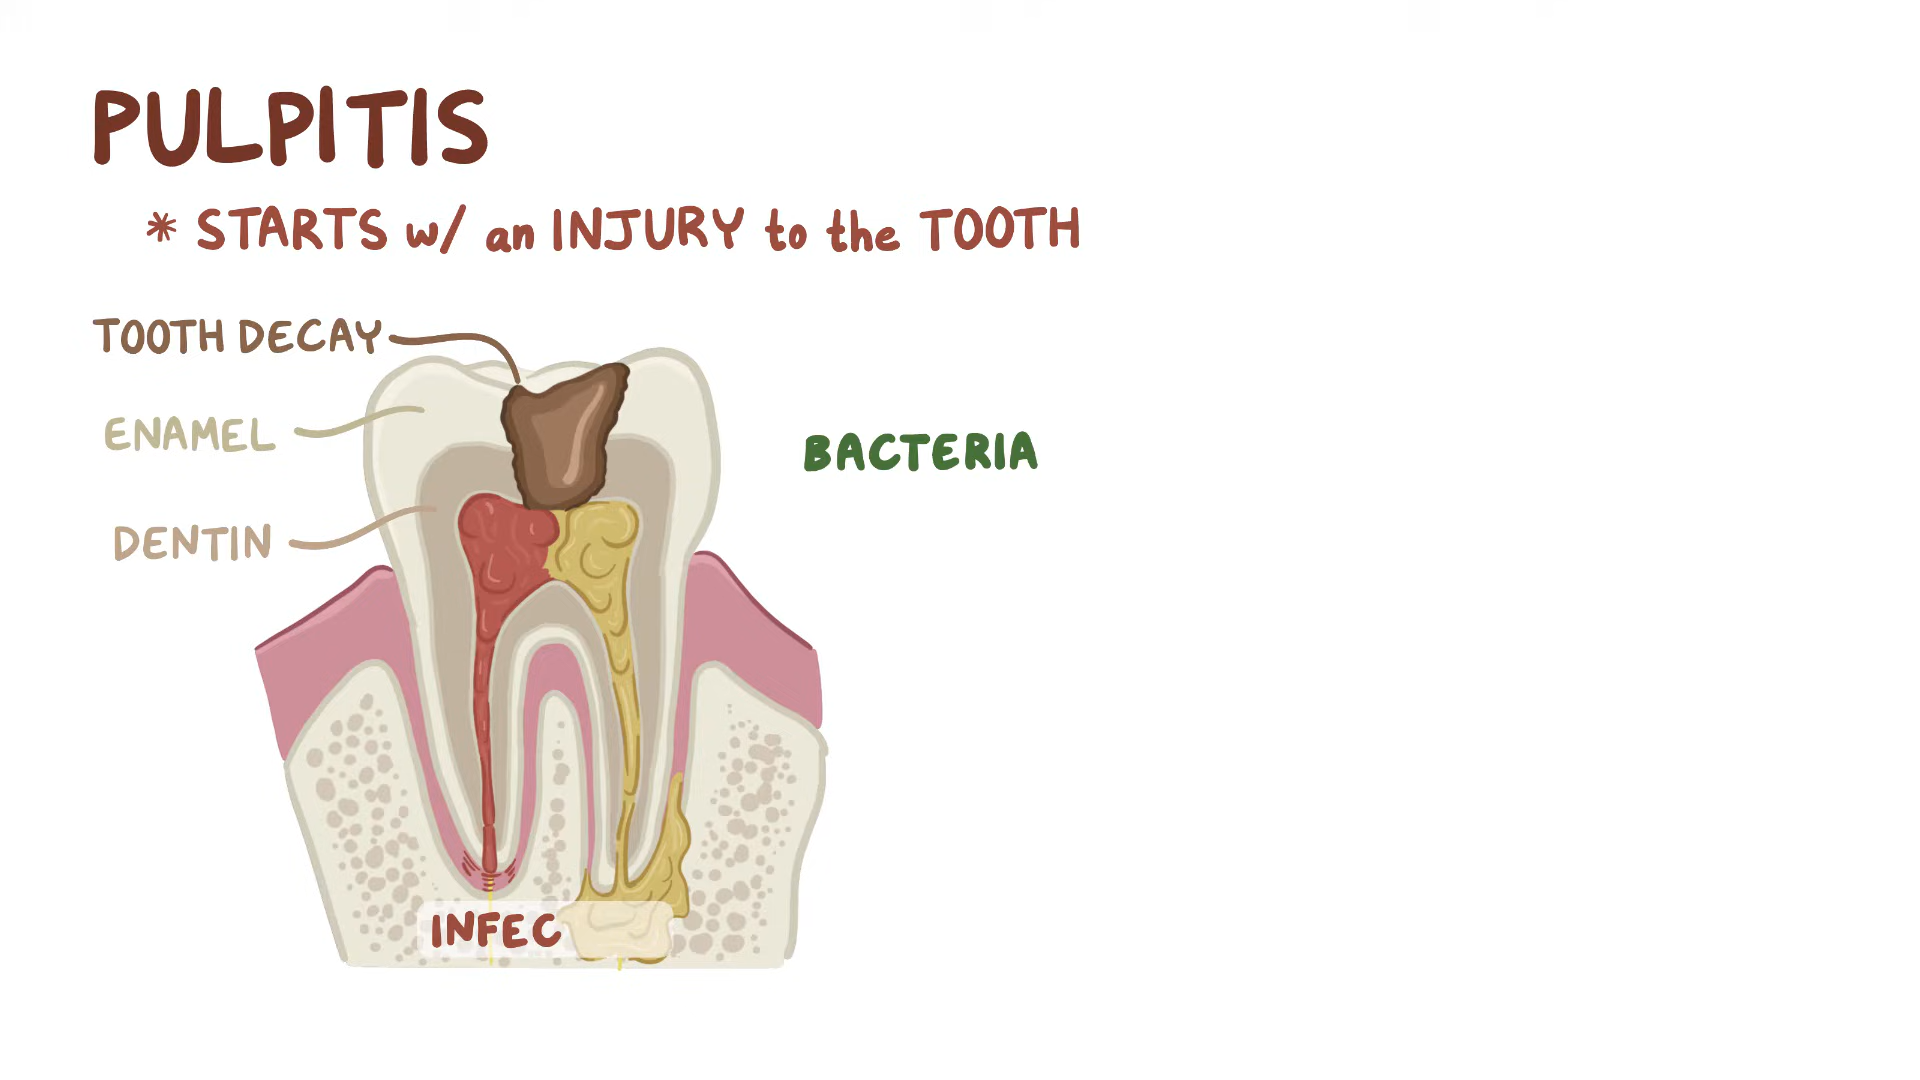 PULPITIS
* STARTS w/ an INJURY to the TOOTH
TOOTH DECAY
ENAMEL
BACTERIA
DENTIN
INFEC